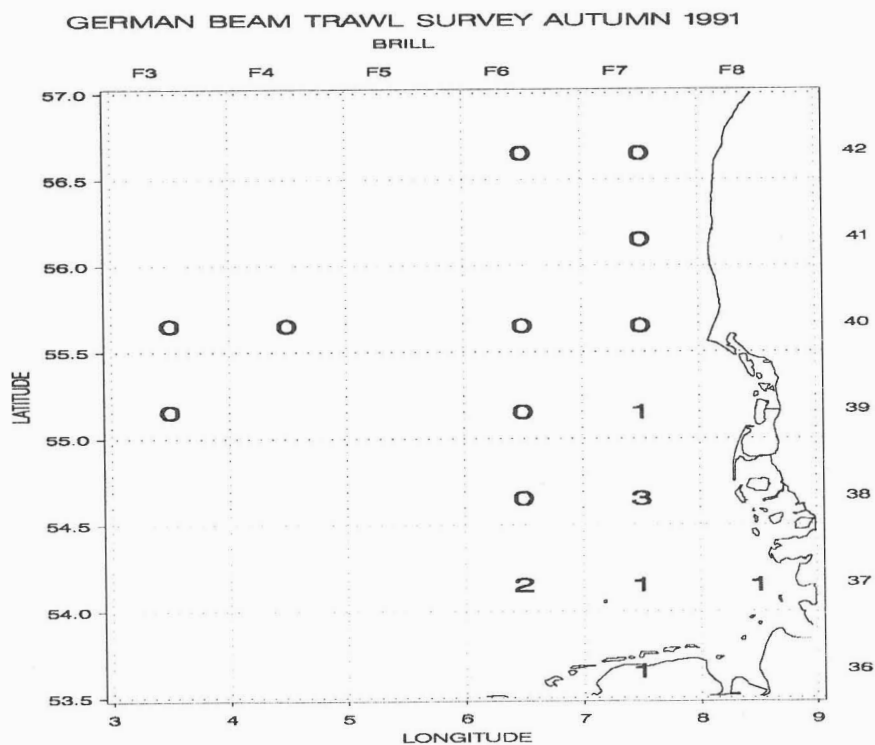 GERMAN BEAM TRAWL SURVEY AUTUMN 1991
BRILL
F3 F4 F5 F6 F7 F8
57.0
0 0 42
56.5
0 41
56.0
0 0 0 0 40
55.5
0 0 1 39
55.0
0 3 38
54.5
2 1 1 37
54.0
1 36
53.5
3 4 5 6 7 8 9
LATITUDE
LONGITUDE